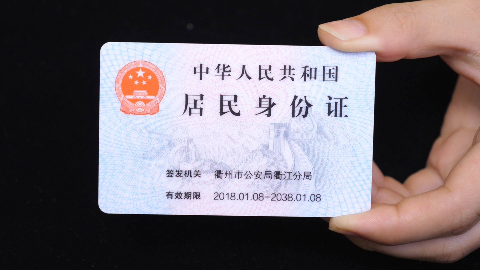 中华人民共和国
居民身份证
签发机关 衢州市公安局衢江分局
有效期限 2018.01.08-2038.01.08